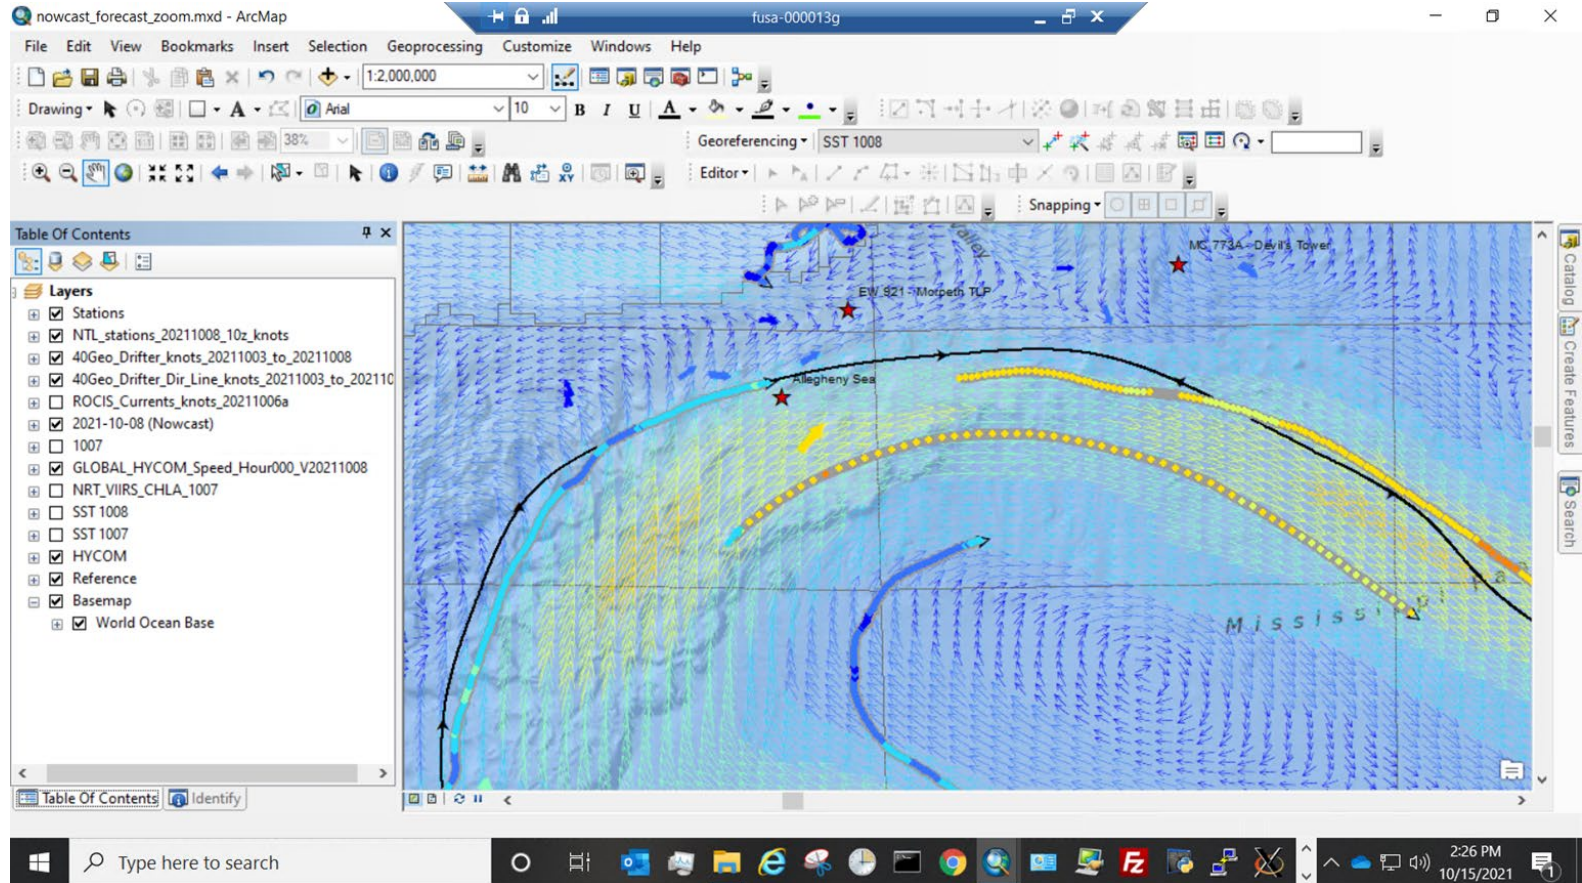 nowcast_forecast_zoom.mxd - ArcMap
fusa-000013g
File Edit View Bookmarks Insert Selection Geoprocessing Customize Windows Help
1:2,000,000
Drawing A Arial 10 B I U A
38% Georeferencing SST 1008
XY Editor
Snapping
Table Of Contents
Layers
Stations
NTL_stations_20211008_10z_knots
40Geo_Drifter_knots_20211003_to_20211008
40Geo_Drifter_Dir_Line_knots_20211003_to_202110
ROCIS_Currents_knots_20211006a
2021-10-08 (Nowcast)
1007
GLOBAL_HYCOM_Speed_Hour000_V20211008
NRT_VIIRS_CHLA_1007
SST 1008
SST 1007
HYCOM
Reference
Basemap
World Ocean Base
Table Of Contents Identify
Valley
MC 773A - Devil's Tower
EW 921 - Morpeth TLP
Allegheny Sea
Mississippi
Catalog
Create Features
Search
Type here to search
2:26 PM
10/15/2021
1